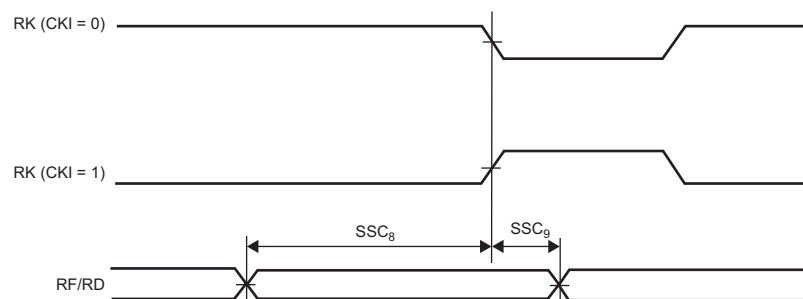 RK (CKI = 0)
RK (CKI = 1)
SSC₈
SSC₉
RF/RD